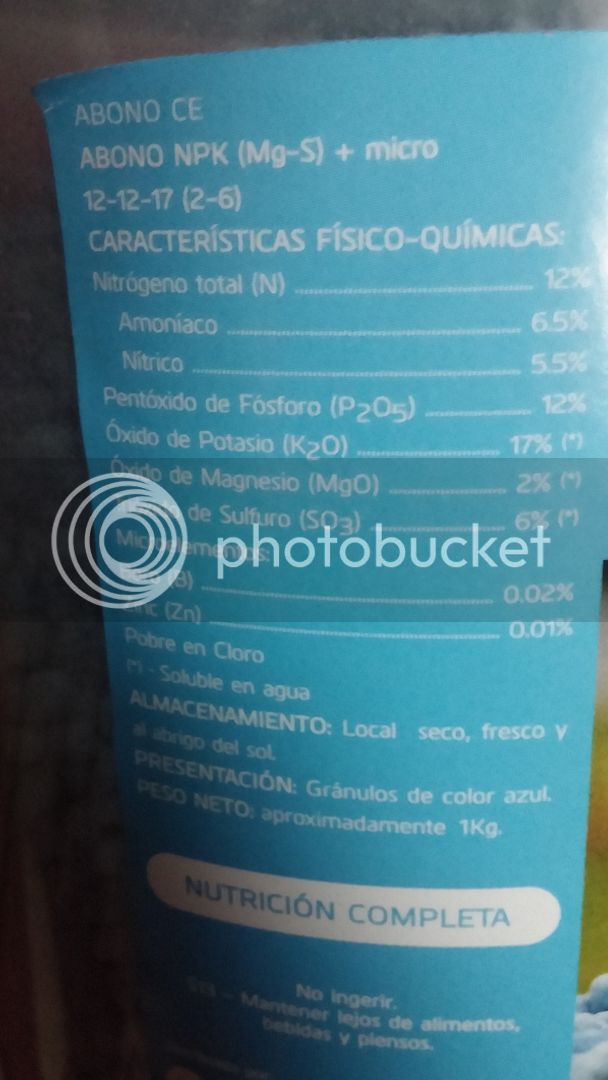 ABONO CE
ABONO NPK (Mg-S) + micro
12-12-17 (2-6)
CARACTERÍSTICAS FÍSICO-QUÍMICAS:
Nitrógeno total (N) 12%
Amoníaco 6.5%
Nítrico 5.5%
Pentóxido de Fósforo (P2O5) 12%
Óxido de Potasio (K2O) 17% (*)
Óxido de Magnesio (MgO) 2% (*)
de Sulfuro (SO3) 6% (*)
Microelementos:
(B) 0.02%
Zinc (Zn) 0.01%
photobucket
Pobre en Cloro
(*) - Soluble en agua
ALMACENAMIENTO: Local seco, fresco y
al abrigo del sol.
PRESENTACIÓN: Gránulos de color azul.
PESO NETO: aproximadamente 1Kg.
NUTRICIÓN COMPLETA
No ingerir.
- Mantener lejos de alimentos,
bebidas y piensos.